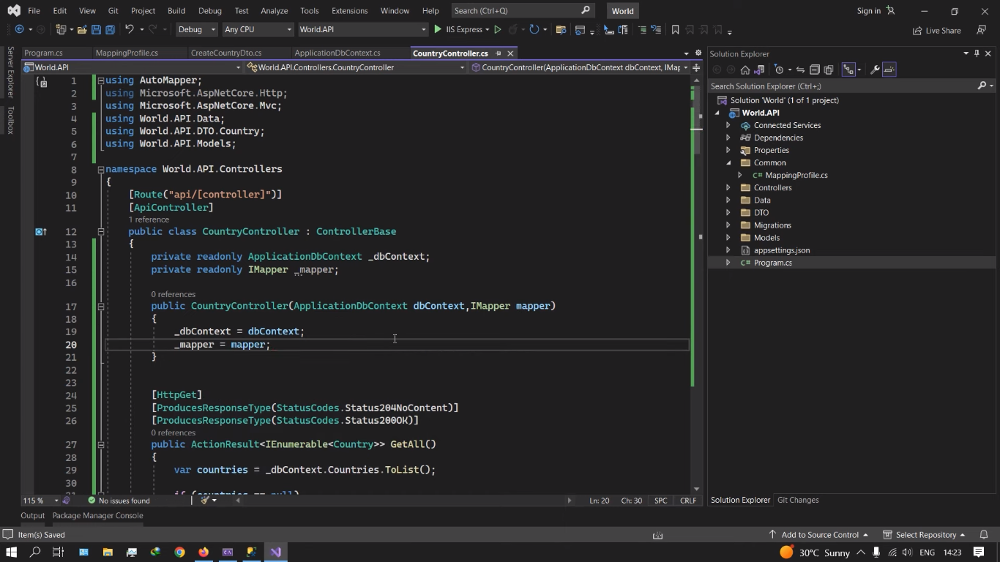 File Edit View Git Project Build Debug Test Analyze Tools Extensions Window Help Search (Ctrl+Q) World Sign in
Debug Any CPU World.API IIS Express Live Share
Program.cs MappingProfile.cs CreateCountryDto.cs ApplicationDbContext.cs CountryController.cs
World.API World.API.Controllers.CountryController CountryController(ApplicationDbContext dbContext, IMap
Server Explorer
Toolbox
1 using AutoMapper;
2 using Microsoft.AspNetCore.Http;
3 using Microsoft.AspNetCore.Mvc;
4 using World.API.Data;
5 using World.API.DTO.Country;
6 using World.API.Models;
7
8 namespace World.API.Controllers
9 {
10 [Route("api/[controller]")]
11 [ApiController]
1 reference
12 public class CountryController : ControllerBase
13 {
14 private readonly ApplicationDbContext _dbContext;
15 private readonly IMapper _mapper;
16
0 references
17 public CountryController(ApplicationDbContext dbContext,IMapper mapper)
18 {
19 _dbContext = dbContext;
20 _mapper = mapper;
21 }
22
23
24 [HttpGet]
25 [ProducesResponseType(StatusCodes.Status204NoContent)]
26 [ProducesResponseType(StatusCodes.Status200OK)]
0 references
27 public ActionResult<IEnumerable<Country>> GetAll()
28 {
29 var countries = _dbContext.Countries.ToList();
30
31 if (countries == null)
115 % No issues found Ln: 20 Ch: 30 SPC CRLF
Output Package Manager Console
Solution Explorer
Search Solution Explorer (Ctrl+;)
Solution 'World' (1 of 1 project)
World.API
Connected Services
Dependencies
Properties
Common
C# MappingProfile.cs
Controllers
Data
DTO
Migrations
Models
appsettings.json
C# Program.cs
Solution Explorer Git Changes
Item(s) Saved Add to Source Control Select Repository
30°C Sunny ENG 14:23